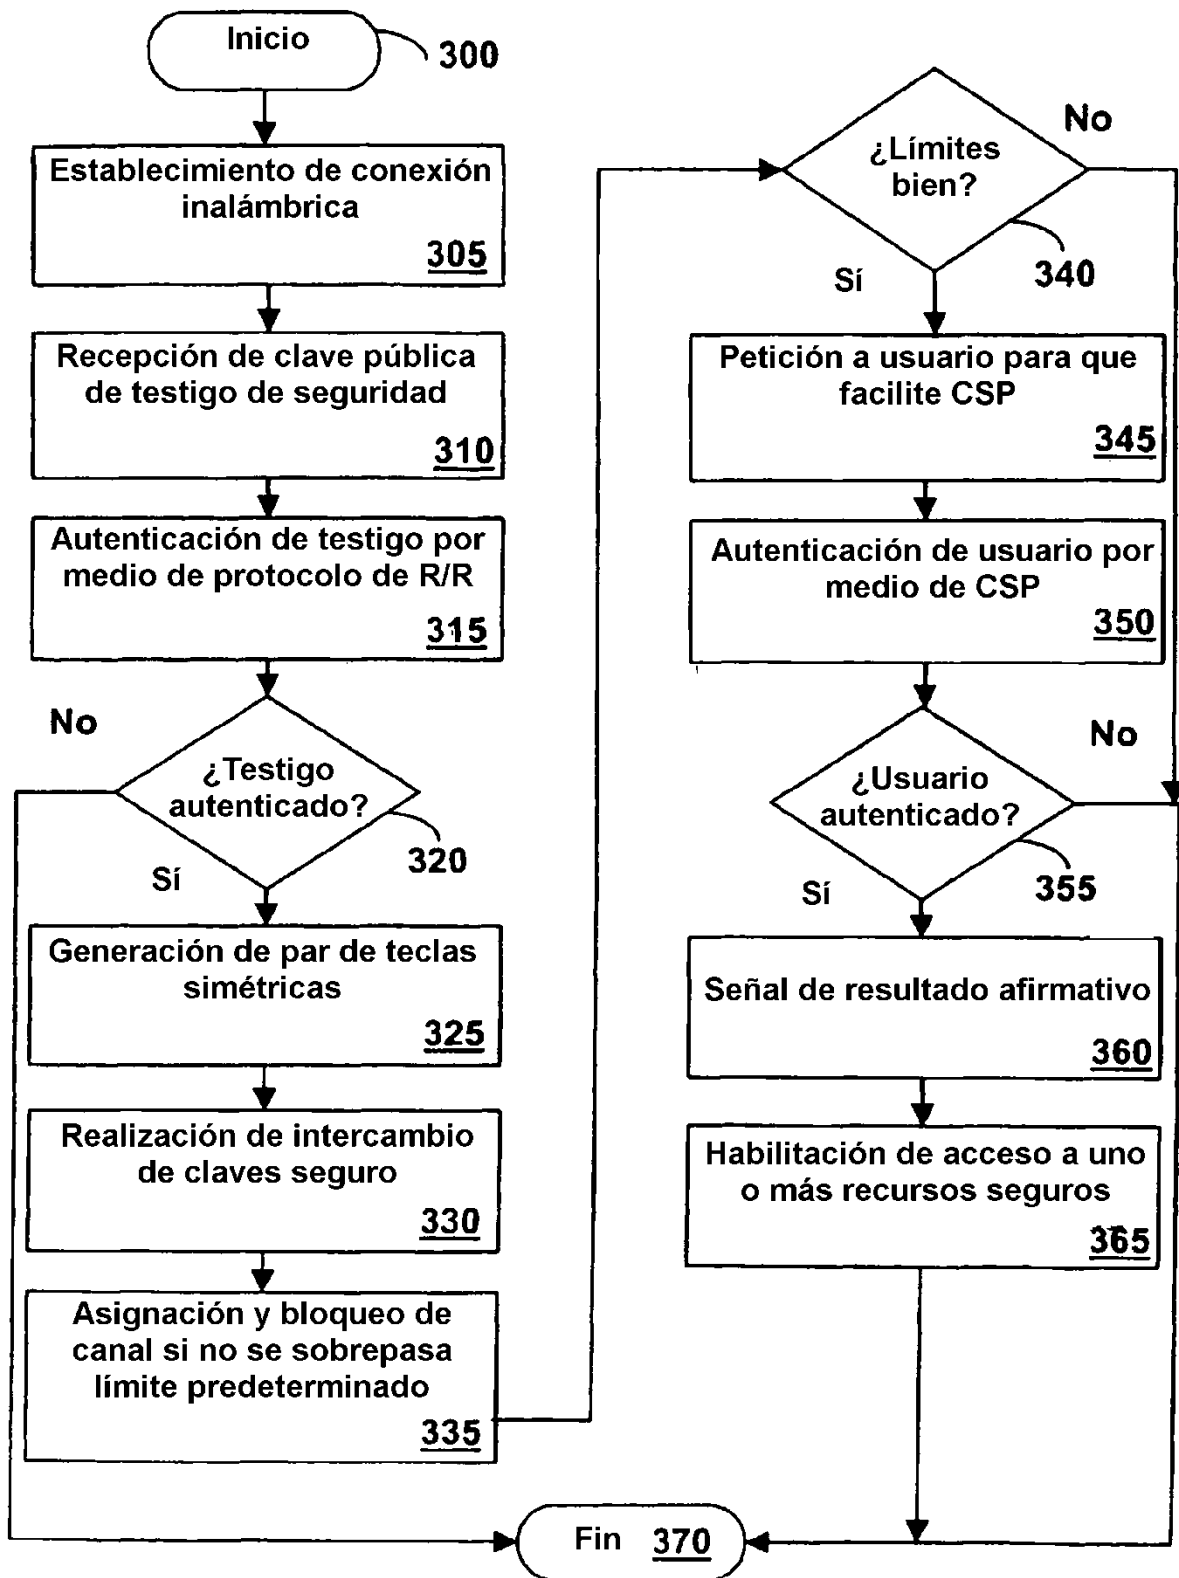 Inicio
300
Establecimiento de conexión
inalámbrica
305
Recepción de clave pública
de testigo de seguridad
310
Autenticación de testigo por
medio de protocolo de R/R
315
No
¿Testigo
autenticado?
320
Sí
Generación de par de teclas
simétricas
325
Realización de intercambio
de claves seguro
330
Asignación y bloqueo de
canal si no se sobrepasa
límite predeterminado
335
No
¿Límites
bien?
340
Sí
Petición a usuario para que
facilite CSP
345
Autenticación de usuario por
medio de CSP
350
No
¿Usuario
autenticado?
355
Sí
Señal de resultado afirmativo
360
Habilitación de acceso a uno
o más recursos seguros
365
Fin 370